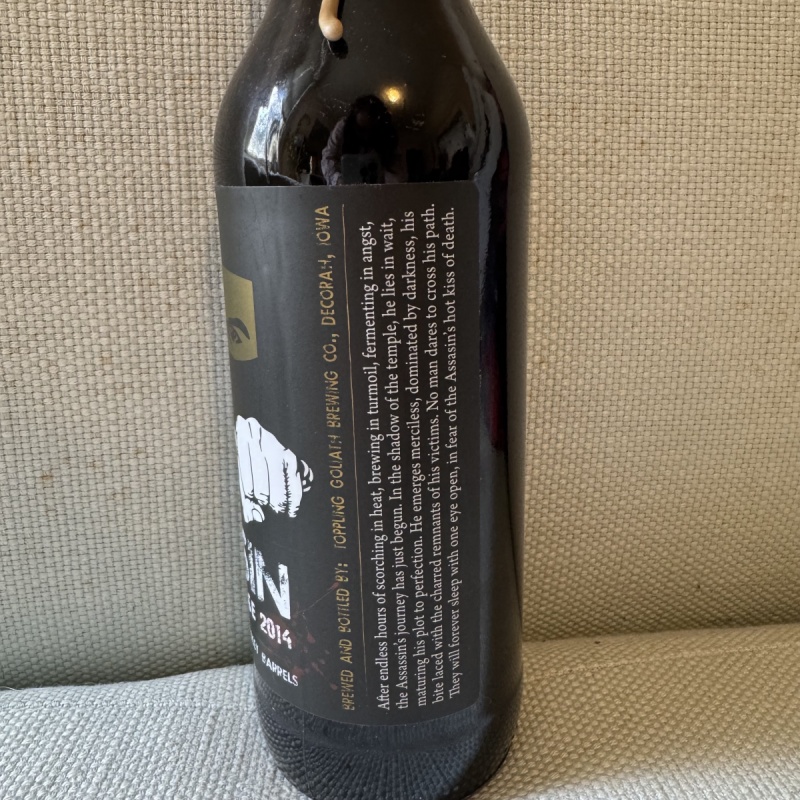 SIN
2014
BARRELS
BREWED AND BOTTLED BY: TOPPLING GOLIATH BREWING CO., DECORAH, IOWA
After endless hours of scorching in heat, brewing in turmoil, fermenting in angst,
the Assassin's journey has just begun. In the shadow of the temple, he lies in wait,
maturing his plot to perfection. He emerges merciless, dominated by darkness, his
bite laced with the charred remnants of his victims. No man dares to cross his path.
They will forever sleep with one eye open, in fear of the Assasin's hot kiss of death.